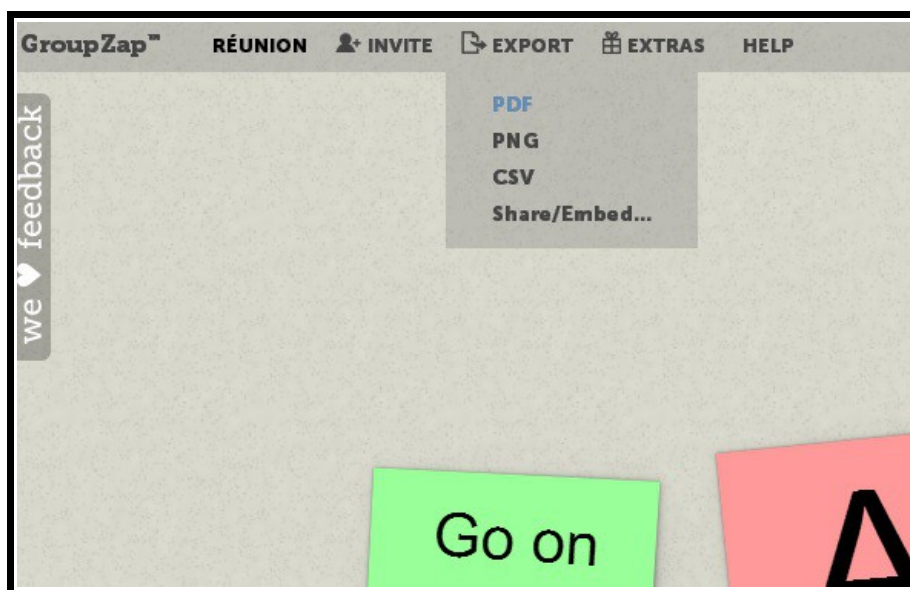 GroupZap™ RÉUNION INVITE EXPORT EXTRAS HELP
PDF
PNG
CSV
Share/Embed...
we feedback
Go on
A